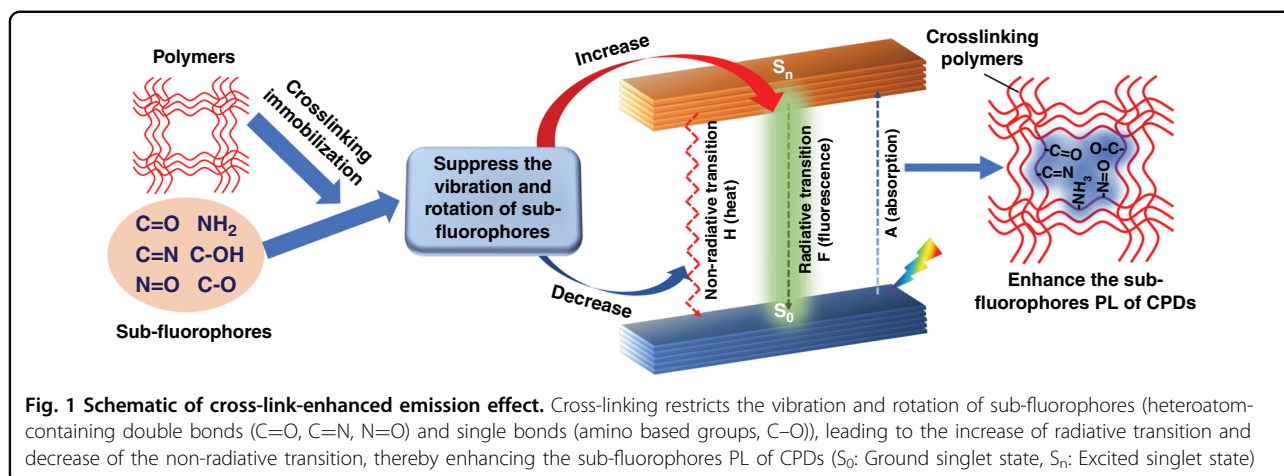 Polymers
Crosslinking
immobilization
C=O NH2
C=N C-OH
N=O C-O
Sub-fluorophores
Suppress the
vibration and
rotation of sub-
fluorophores
Increase
Decrease
Sn
Non-radiative transition
H (heat)
Radiative transition
F (fluorescence)
A (absorption)
S0
Crosslinking
polymers
-C=O O-C-
-C=N
-NH3
-N=O
Enhance the sub-
fluorophores PL of CPDs
Fig. 1 Schematic of cross-link-enhanced emission effect. Cross-linking restricts the vibration and rotation of sub-fluorophores (heteroatom-
containing double bonds (C=O, C=N, N=O) and single bonds (amino based groups, C–O)), leading to the increase of radiative transition and
decrease of the non-radiative transition, thereby enhancing the sub-fluorophores PL of CPDs (S0: Ground singlet state, Sn: Excited singlet state)